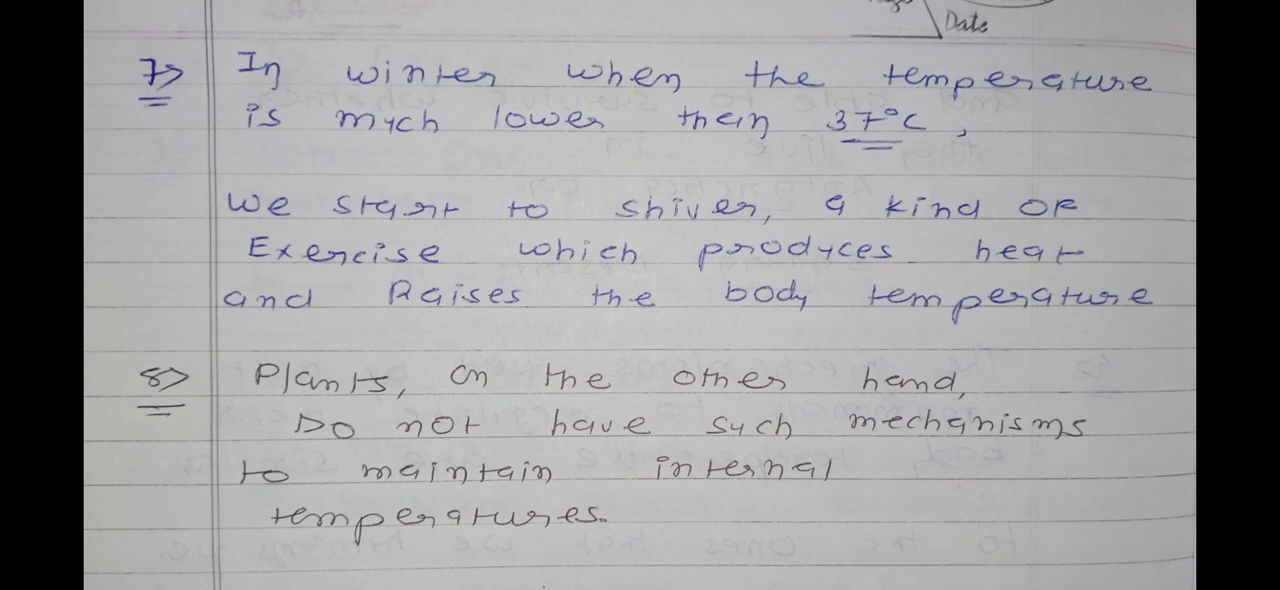 Date
7> In winter when the temperature
is much lower than 37°C,
we start to shiver, a kind of
Exercise which produces heat
and Raises the body temperature
8> Plants, on the other hand,
Do not have such mechanisms
to maintain internal
temperatures.